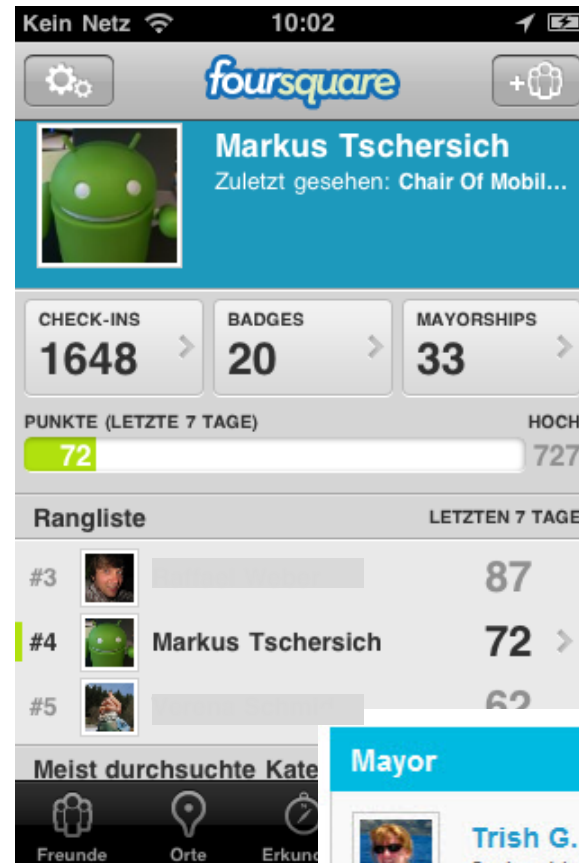 Kein Netz 10:02
foursquare
Markus Tschersich
Zuletzt gesehen: Chair Of Mobil...
CHECK-INS BADGES MAYORSHIPS
1648 20 33
PUNKTE (LETZTE 7 TAGE) HOCH
72 727
Rangliste LETZTEN 7 TAGE
#3 87
#4 Markus Tschersich 72
#5 62
Meist durchsuchte Kate
Freunde Orte Erkund
Mayor
Trish G.